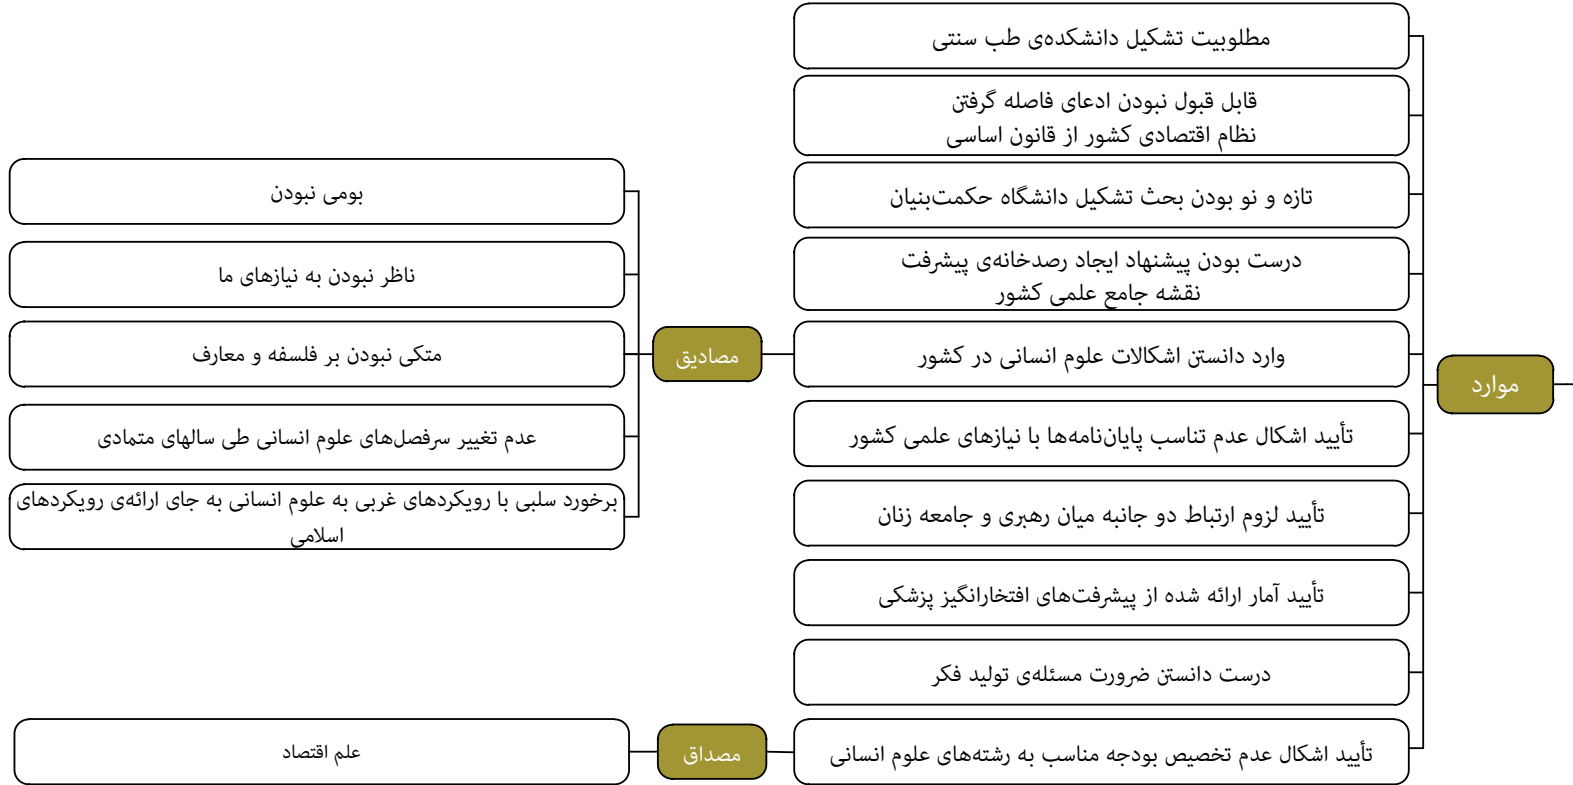 موارد
مطلوبیت تشکیل دانشکده‌ی طب سنتی
قابل قبول نبودن ادعای فاصله گرفتن
نظام اقتصادی کشور از قانون اساسی
تازه و نو بودن بحث تشکیل دانشگاه حکمت‌بنیان
درست بودن پیشنهاد ایجاد رصدخانه‌ی پیشرفت
نقشه جامع علمی کشور
وارد دانستن اشکالات علوم انسانی در کشور
مصادیق
بومی نبودن
ناظر نبودن به نیازهای ما
متکی نبودن بر فلسفه و معارف
عدم تغییر سرفصل‌های علوم انسانی طی سالهای متمادی
برخورد سلبی با رویکردهای غربی به علوم انسانی به جای ارائه‌ی رویکردهای
اسلامی
تأیید اشکال عدم تناسب پایان‌نامه‌ها با نیازهای علمی کشور
تأیید لزوم ارتباط دو جانبه میان رهبری و جامعه زنان
تأیید آمار ارائه شده از پیشرفت‌های افتخارانگیز پزشکی
درست دانستن ضرورت مسئله‌ی تولید فکر
تأیید اشکال عدم تخصیص بودجه مناسب به رشته‌های علوم انسانی
مصداق
علم اقتصاد